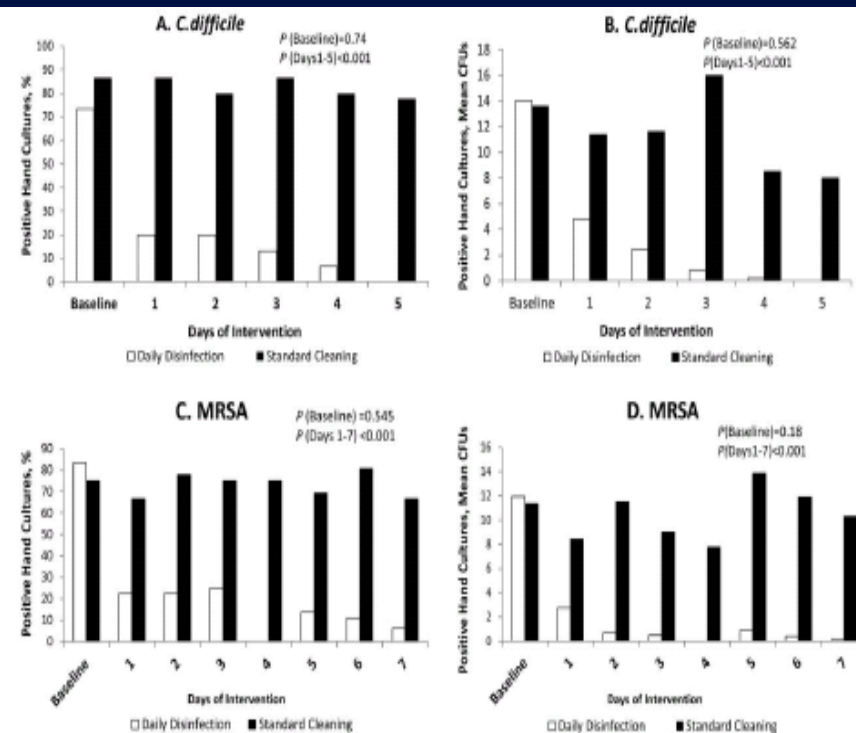 A. C.difficile
P (Baseline)=0.74
P (Days1-5)<0.001
Positive Hand Cultures, %
100
90
80
70
60
50
40
30
20
10
0
Baseline 1 2 3 4 5
Days of Intervention
Daily Disinfection Standard Cleaning
B. C.difficile
P (Baseline)=0.562
P(Days1-5)<0.001
Positive Hand Cultures, Mean CFUs
18
16
14
12
10
8
6
4
2
0
Baseline 1 2 3 4 5
Days of Intervention
Daily Disinfection Standard Cleaning
C. MRSA
P (Baseline) =0.545
P (Days 1-7) <0.001
Positive Hand Cultures, %
90
80
70
60
50
40
30
20
10
0
Baseline 1 2 3 4 5 6 7
Days of Intervention
Daily Disinfection Standard Cleaning
D. MRSA
P(Baseline)=0.18
P(Days1-7)<0.001
Positive Hand Cultures, Mean CFUs
16
14
12
10
8
6
4
2
0
Baseline 1 2 3 4 5 6 7
Days of Intervention
Daily Disinfection Standard Cleaning